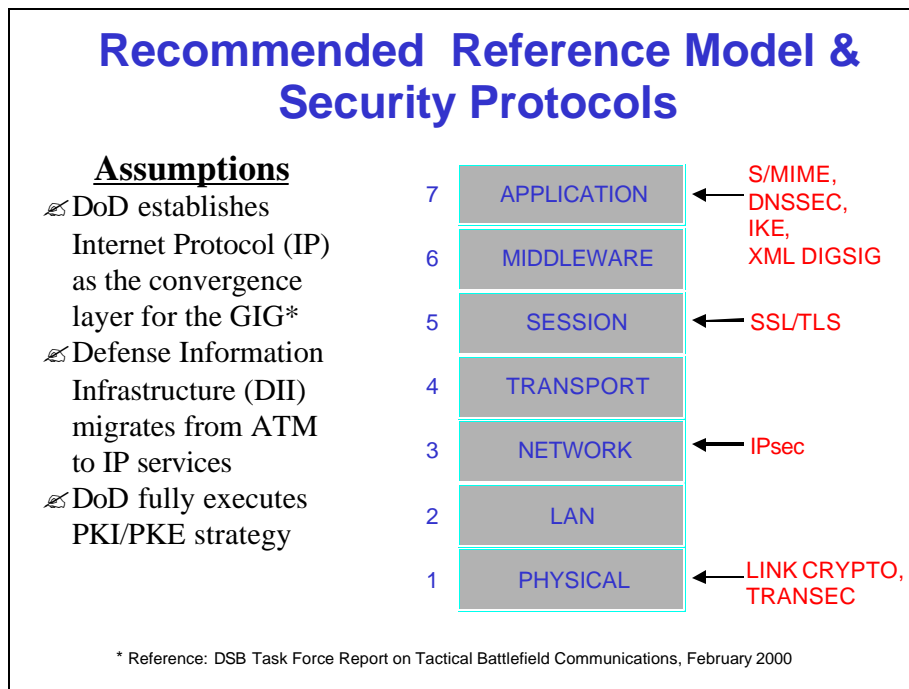 Recommended Reference Model &
Security Protocols
Assumptions
DoD establishes
Internet Protocol (IP)
as the convergence
layer for the GIG*
Defense Information
Infrastructure (DII)
migrates from ATM
to IP services
DoD fully executes
PKI/PKE strategy
7 APPLICATION
S/MIME,
DNSSEC,
IKE,
XML DIGSIG
6 MIDDLEWARE
5 SESSION
SSL/TLS
4 TRANSPORT
3 NETWORK
IPsec
2 LAN
1 PHYSICAL
LINK CRYPTO,
TRANSEC
* Reference: DSB Task Force Report on Tactical Battlefield Communications, February 2000